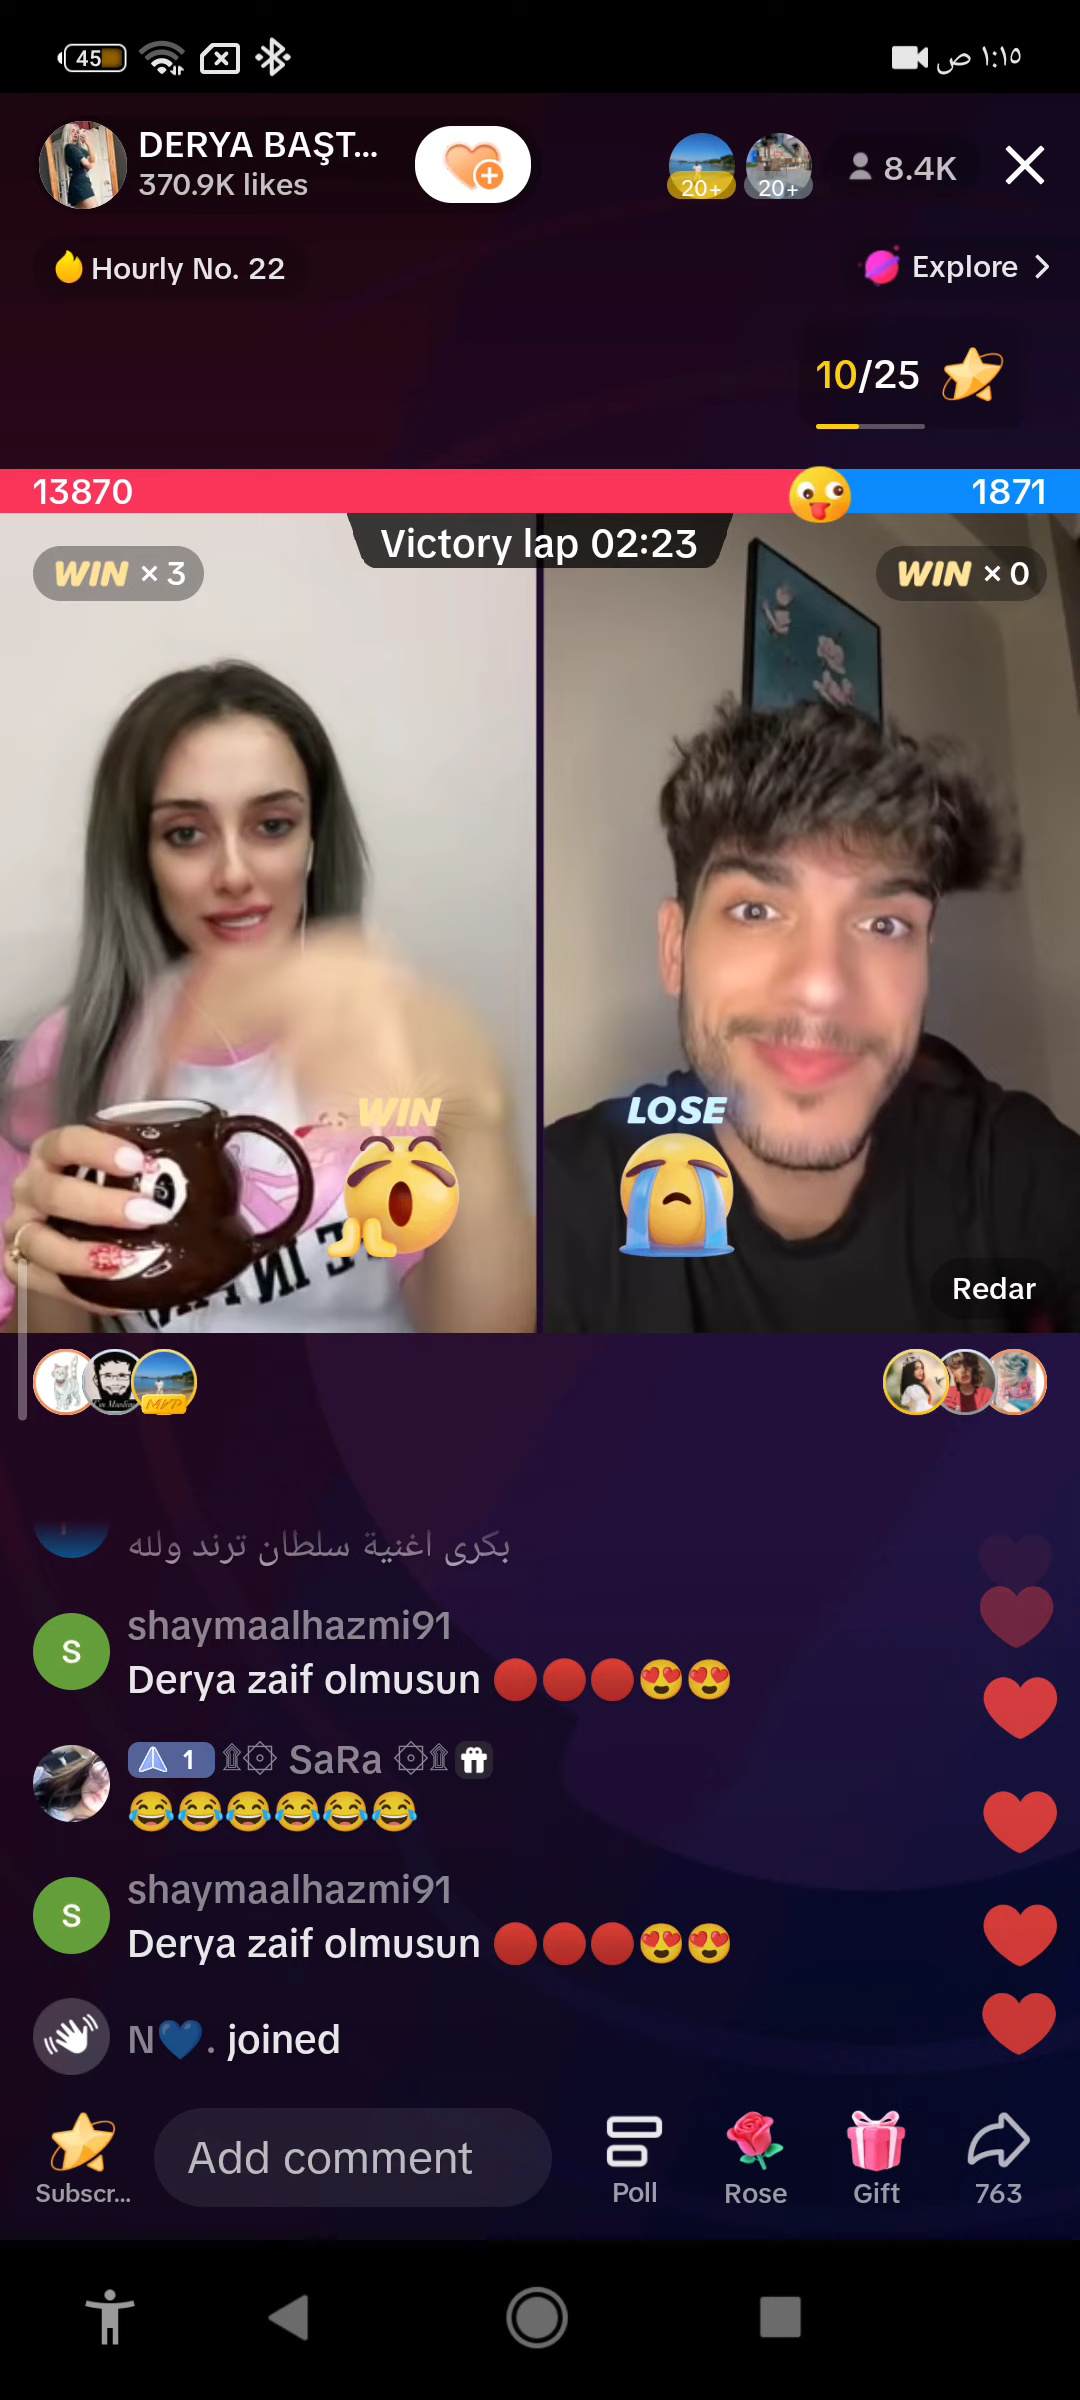 45
١:١٥ ص
DERYA BAŞT...
370.9K likes
20+
20+
8.4K
Hourly No. 22
Explore
10/25
13870
1871
Victory lap 02:23
WIN × 3
WIN × 0
WIN
LOSE
Redar
MVP
بكرى اغنية سلطان ترند ولله
shaymaalhazmi91
S
Derya zaif olmusun 🔴🔴🔴😍😍
1 ۩۞ SaRa ۞۩
😂😂😂😂😂😂
shaymaalhazmi91
S
Derya zaif olmusun 🔴🔴🔴😍😍
N💙. joined
Subscr...
Add comment
Poll
Rose
Gift
763